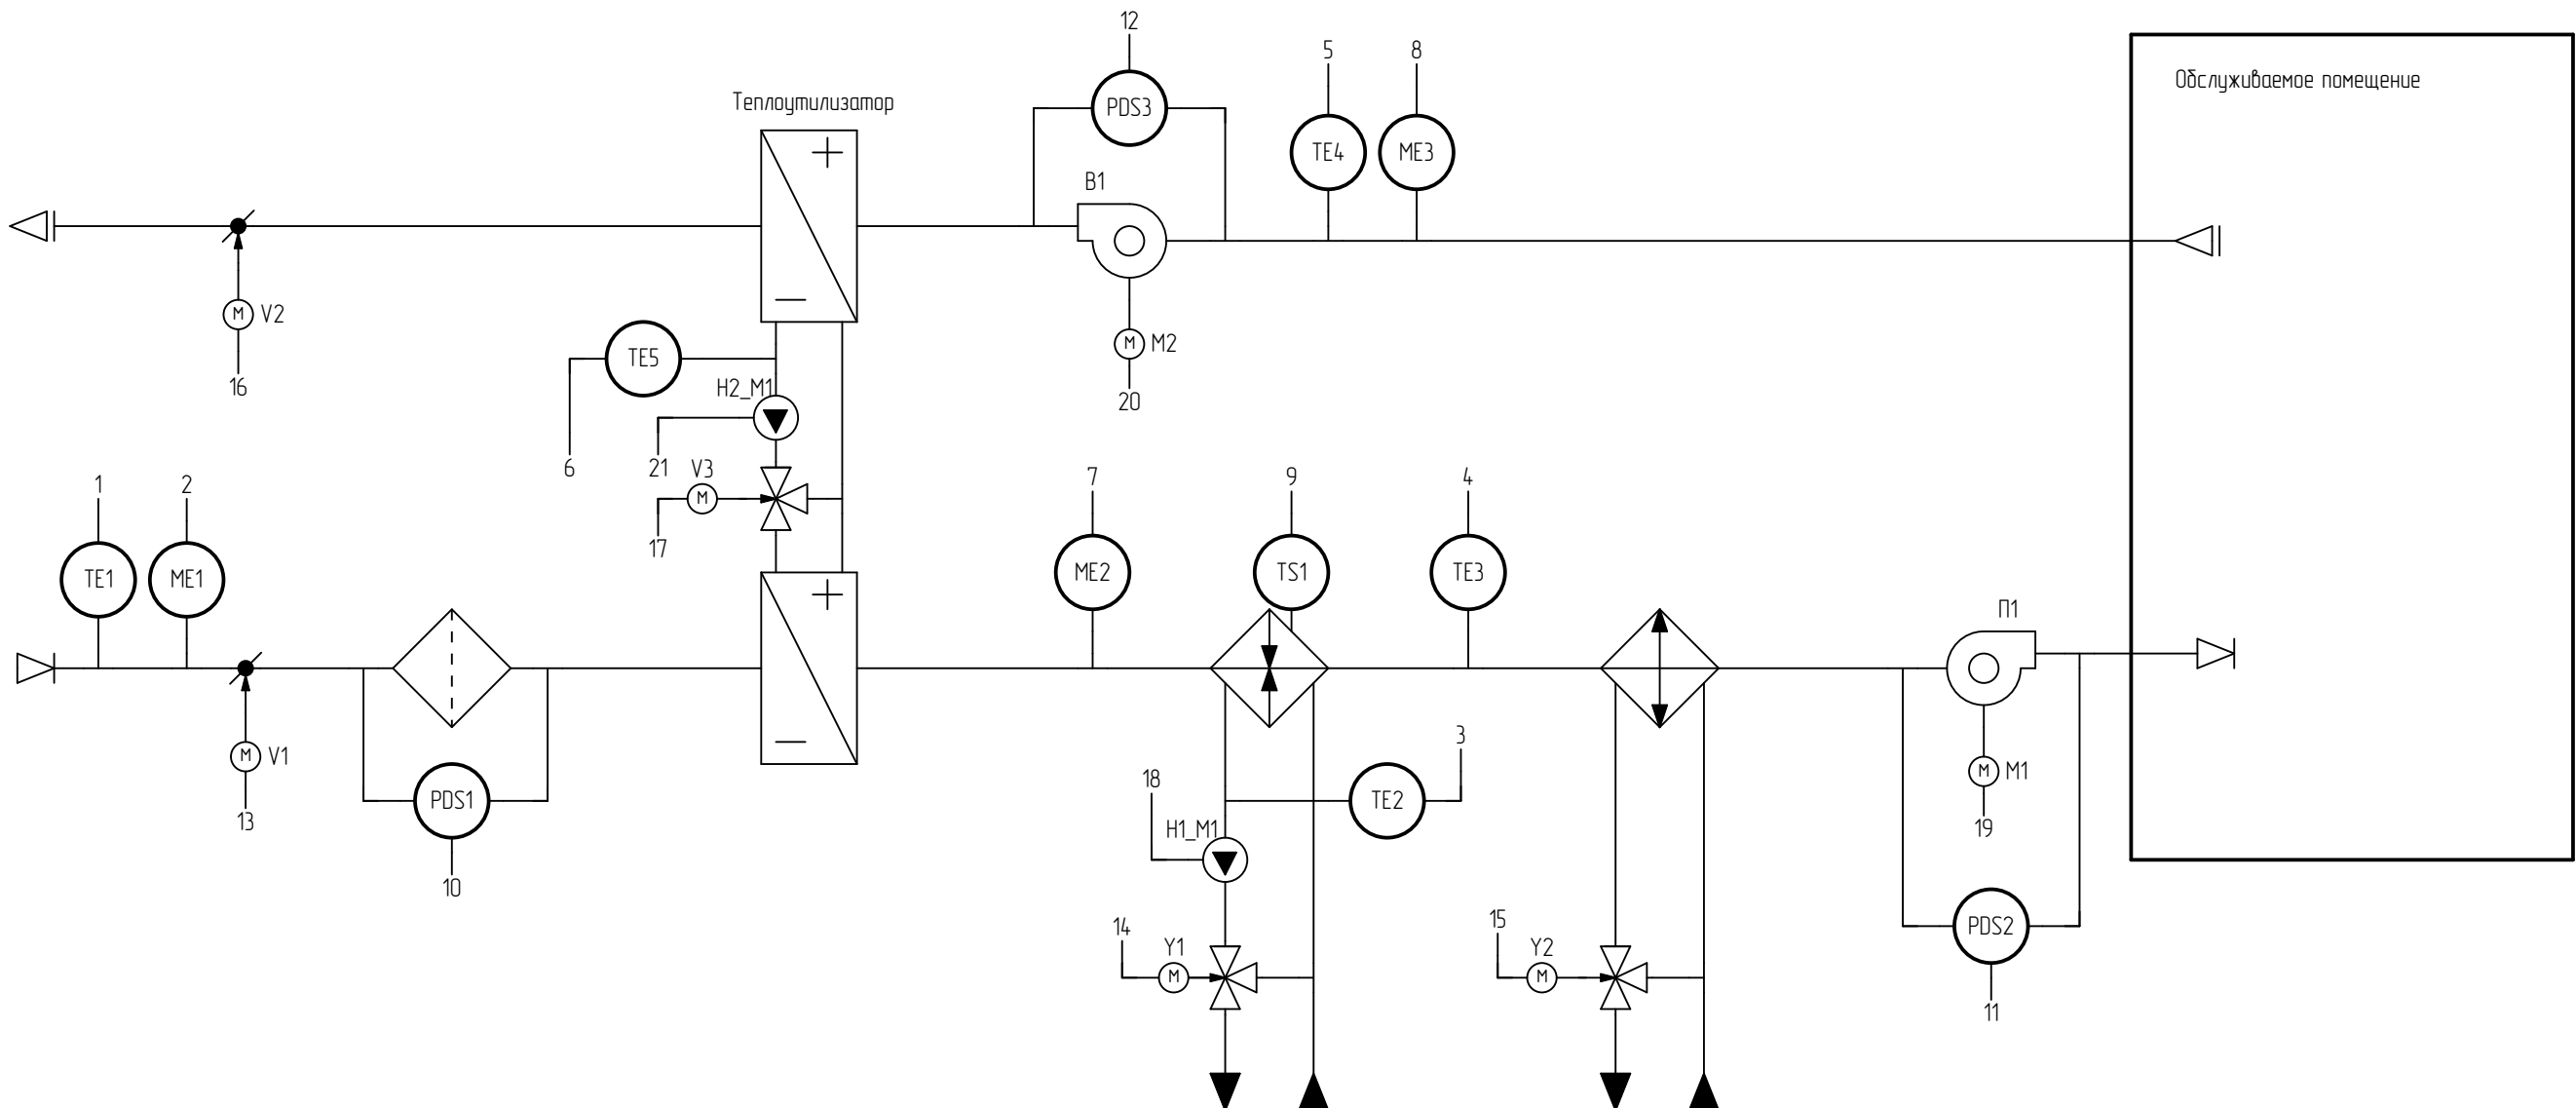 12
5
8
Обслуживаемое помещение
Теплоутилизатор
PDS3
TE4
ME3
В1
M
V2
16
TE5
M
M2
20
H2_M1
6
21
V3
M
17
1
2
7
9
4
TE1
ME1
ME2
TS1
TE3
П1
M
V1
13
PDS1
10
3
18
TE2
H1_M1
M
M1
19
14
Y1
M
15
Y2
M
PDS2
11